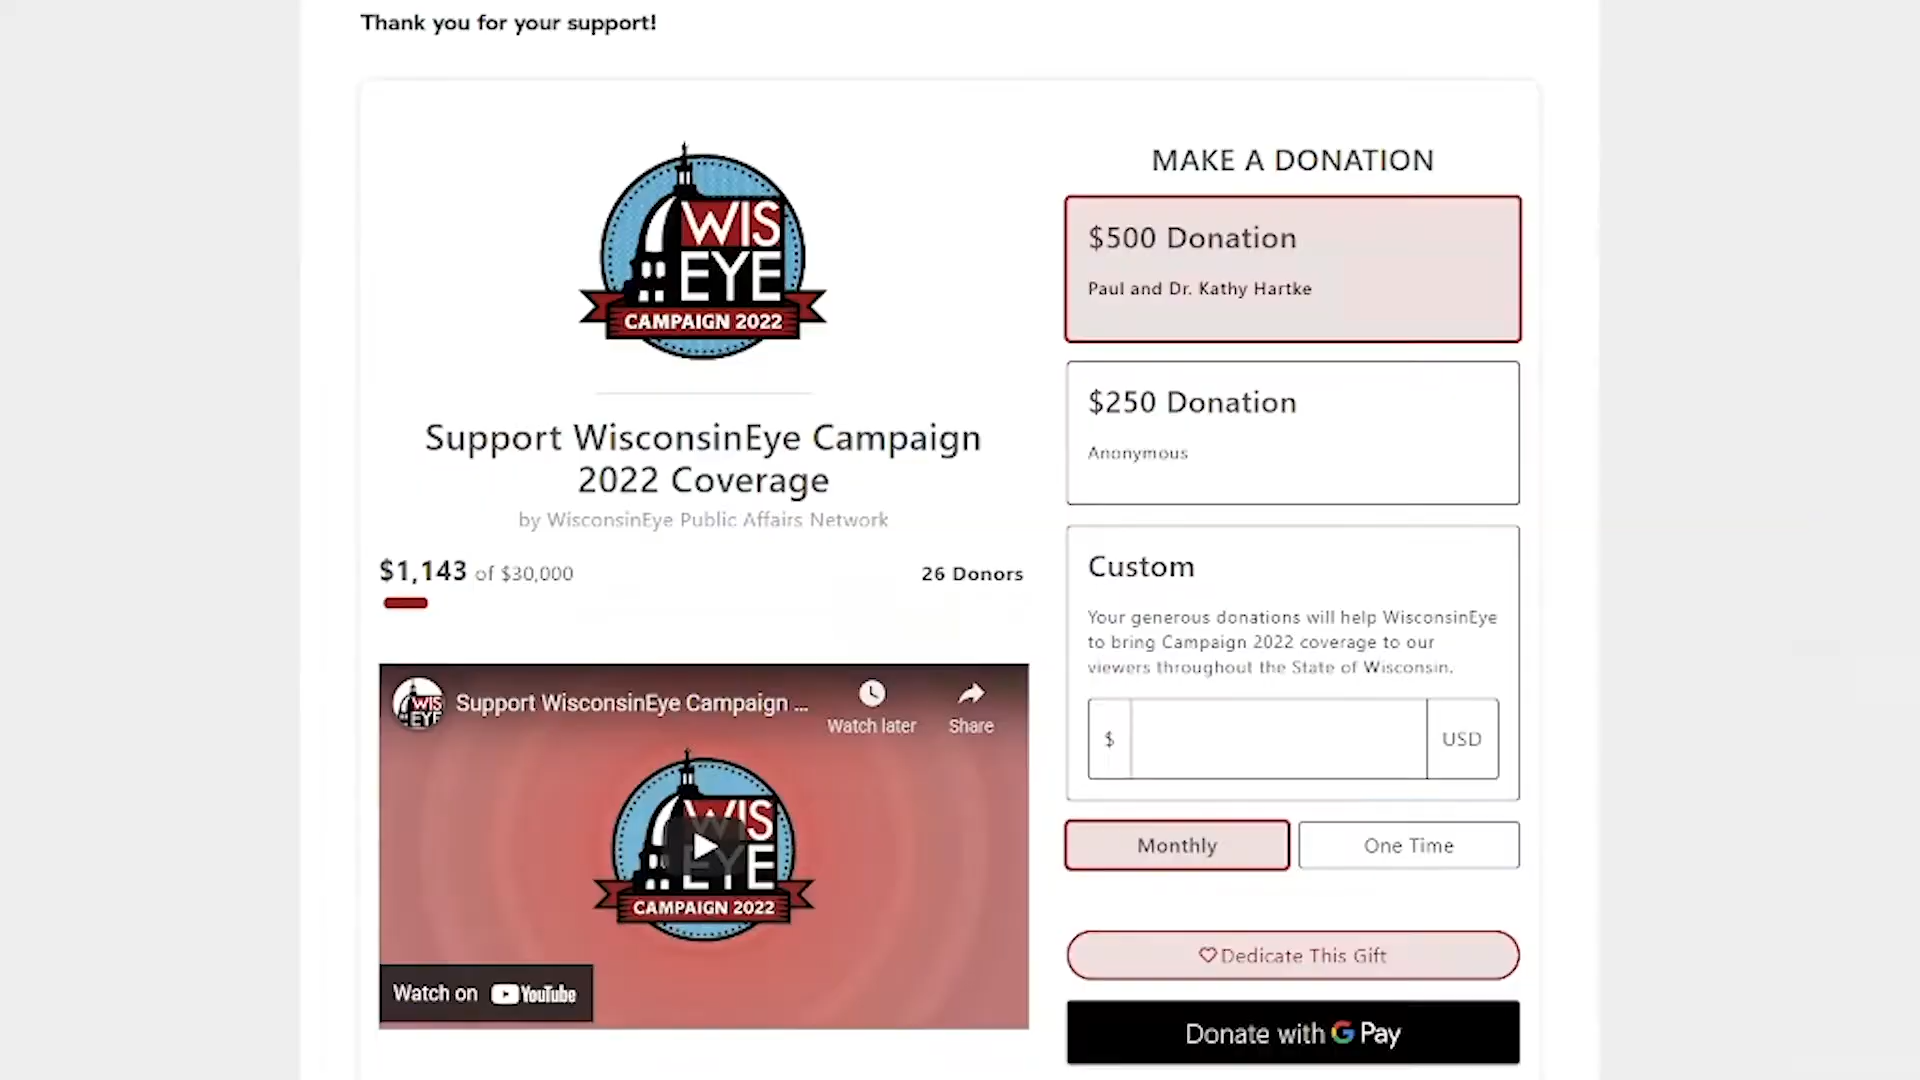 Thank you for your support!
WIS
EYE
CAMPAIGN 2022
Support WisconsinEye Campaign
2022 Coverage
by WisconsinEye Public Affairs Network
$1,143 of $30,000
26 Donors
WIS
EYE
Support WisconsinEye Campaign ...
Watch later
Share
WIS
EYE
CAMPAIGN 2022
Watch on YouTube
MAKE A DONATION
$500 Donation
Paul and Dr. Kathy Hartke
$250 Donation
Anonymous
Custom
Your generous donations will help WisconsinEye
to bring Campaign 2022 coverage to our
viewers throughout the State of Wisconsin.
$
USD
Monthly
One Time
Dedicate This Gift
Donate with G Pay